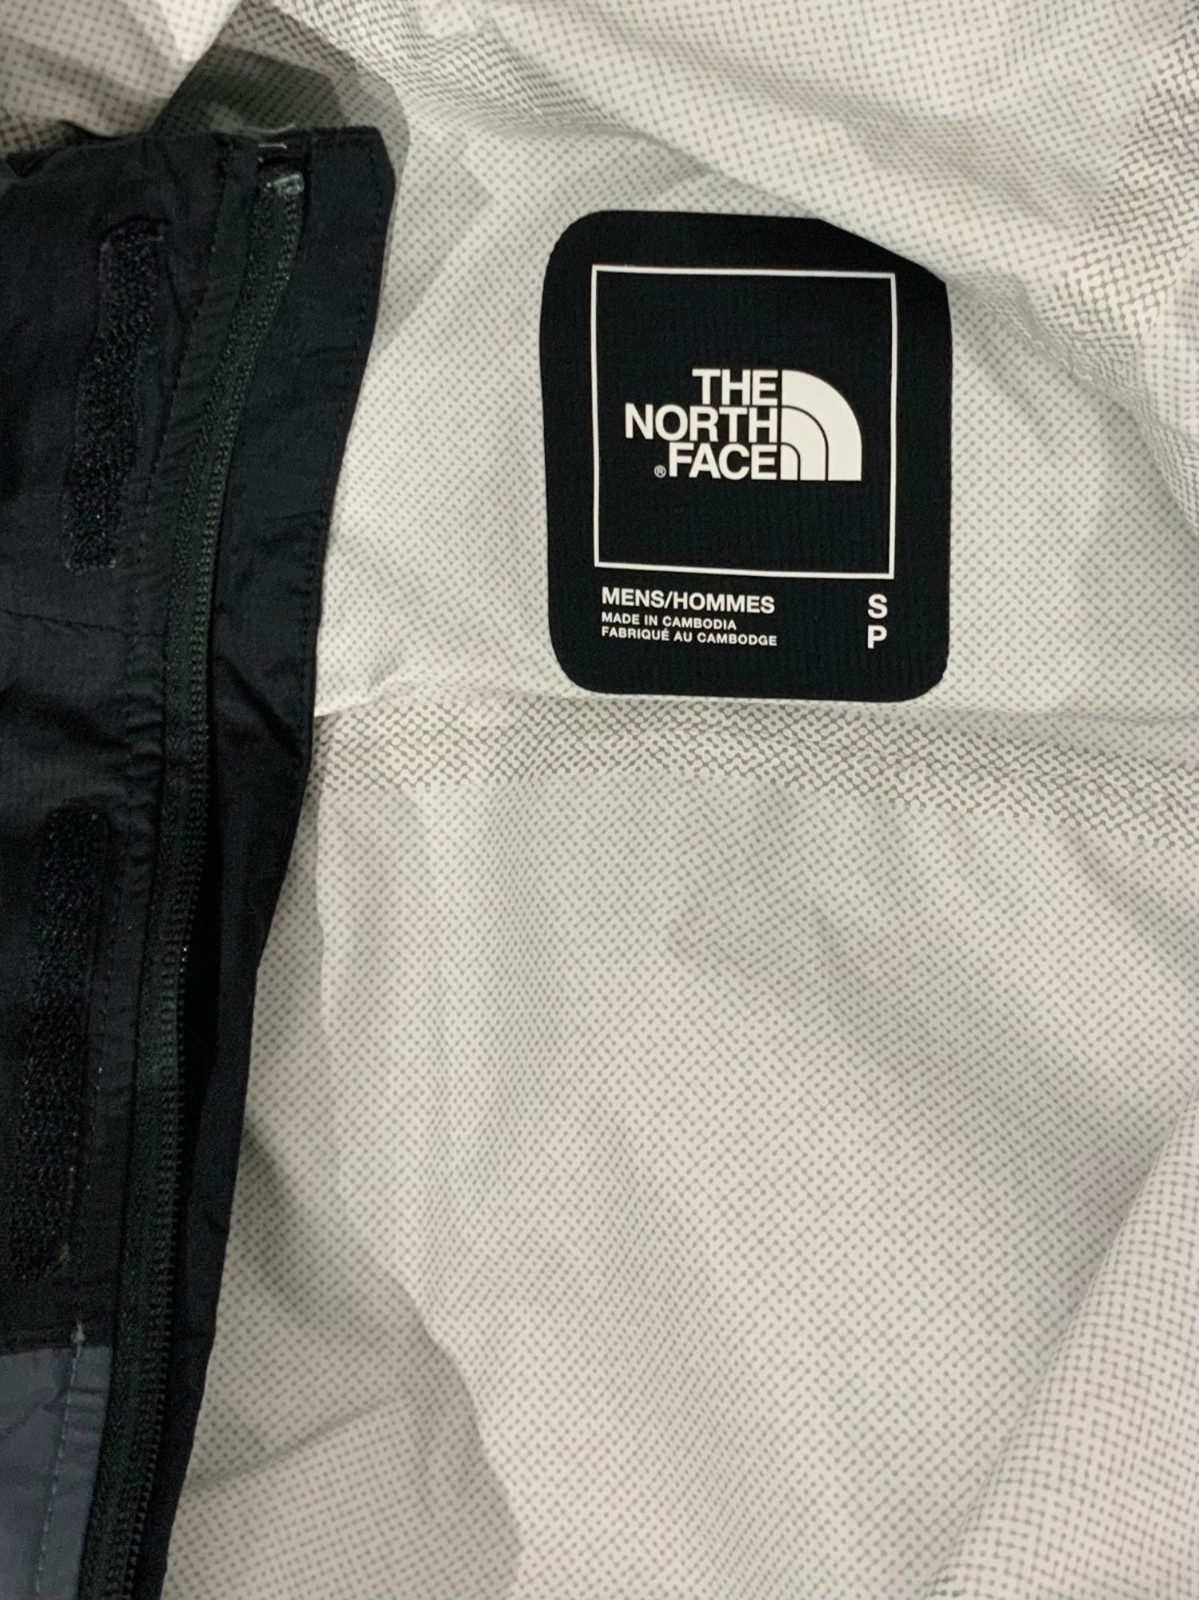 THE
NORTH
®FACE
MENS/HOMMES S
MADE IN CAMBODIA
FABRIQUÉ AU CAMBODGE P